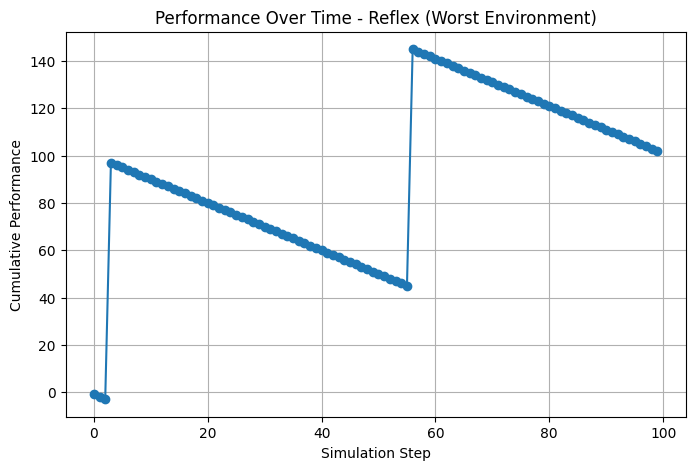 Performance Over Time - Reflex (Worst Environment)
Cumulative Performance
140
120
100
80
60
40
20
0
0 20 40 60 80 100
Simulation Step